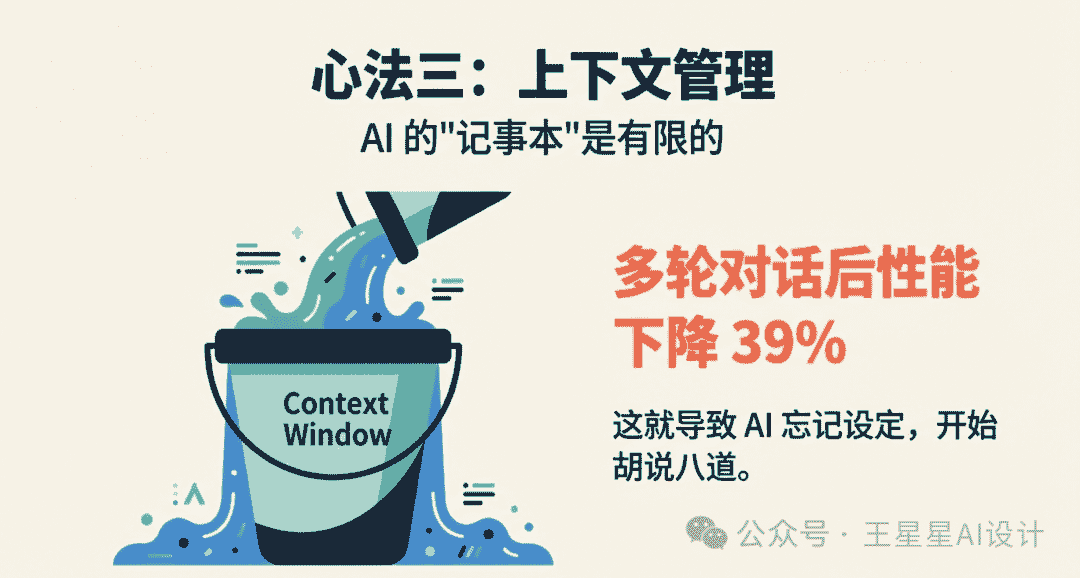 心法三：上下文管理
AI 的"记事本"是有限的
多轮对话后性能
下降 39%
Context
Window
这就导致 AI 忘记设定，开始
胡说八道。
公众号 · 王星星AI设计